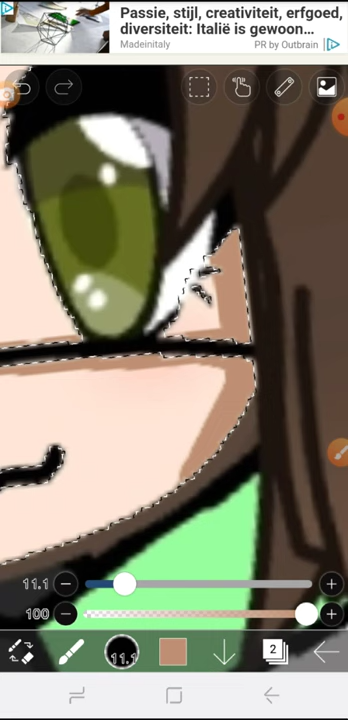 Passie, stijl, creativiteit, erfgoed,
diversiteit: Italië is gewoon...
Madeinitaly
PR by Outbrain
11.1
100
11.1
2